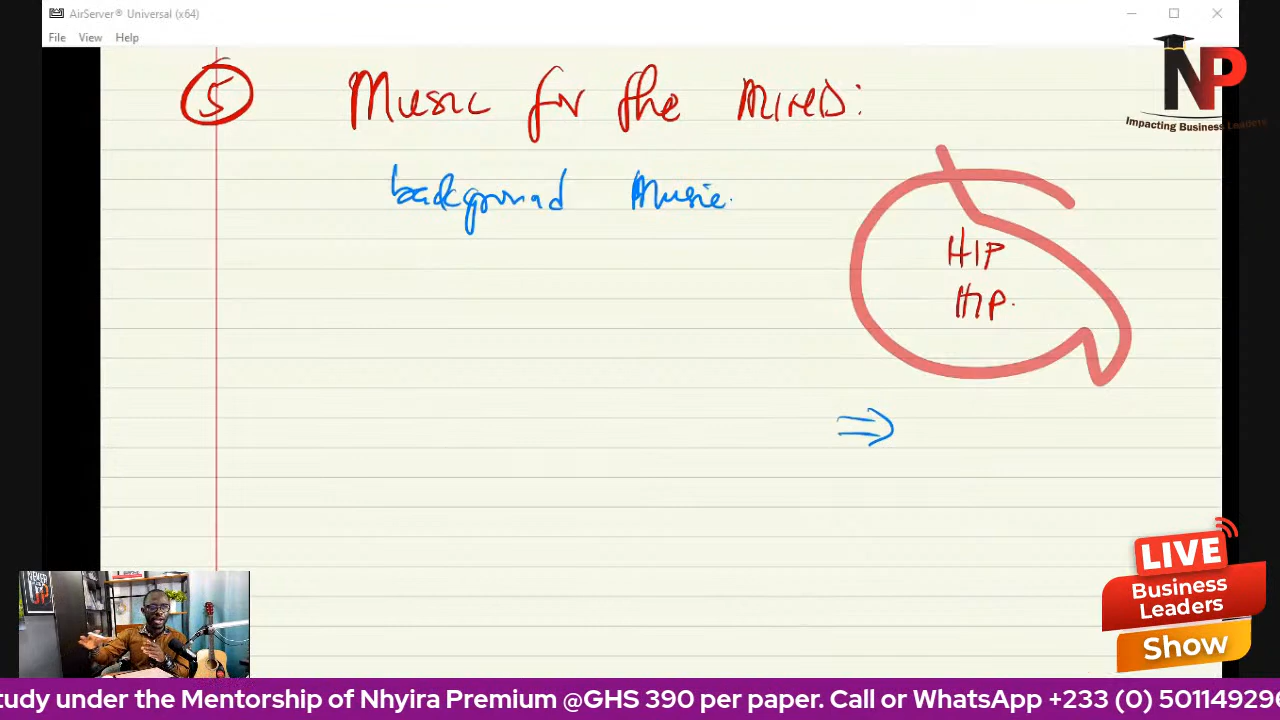 AirServer® Universal (x64)
File View Help
NP
Impacting Business Leaders
5 Music for the MIND:
background Music.
HIP
HIP.
LIVE
Business
Leaders
Show
tudy under the Mentorship of Nhyira Premium @GHS 390 per paper. Call or WhatsApp +233 (0) 50114929